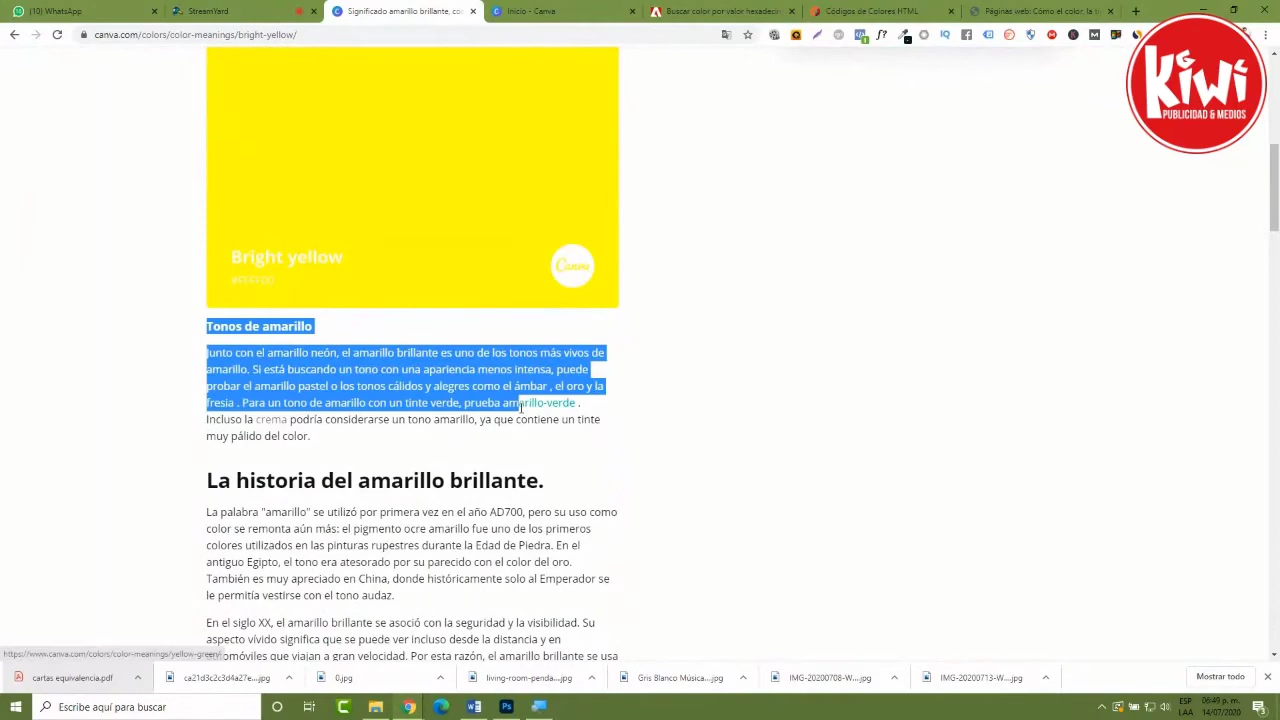 (10) WhatsApp
StreamYard
Significado amarillo brillante, co
Inicio - Canva
Buscar color por valor hexadecim
Códigos de Colores HTML
Páginas web: Cómo el color, la t
canva.com/colors/color-meanings/bright-yellow/
KIWI
PUBLICIDAD & MEDIOS
Bright yellow
Canva
Tonos de amarillo
Junto con el amarillo neón, el amarillo brillante es uno de los tonos más vivos de
amarillo. Si está buscando un tono con una apariencia menos intensa, puede
probar el amarillo pastel o los tonos cálidos y alegres como el ámbar , el oro y la
fresia . Para un tono de amarillo con un tinte verde, prueba amarillo-verde .
Incluso la crema podría considerarse un tono amarillo, ya que contiene un tinte
muy pálido del color.
La historia del amarillo brillante.
La palabra "amarillo" se utilizó por primera vez en el año AD700, pero su uso como
color se remonta aún más: el pigmento ocre amarillo fue uno de los primeros
colores utilizados en las pinturas rupestres durante la Edad de Piedra. En el
antiguo Egipto, el tono era atesorado por su parecido con el color del oro.
También es muy apreciado en China, donde históricamente solo al Emperador se
le permitía vestirse con el tono audaz.
En el siglo XX, el amarillo brillante se asoció con la seguridad y la visibilidad. Su
aspecto vívido significa que se puede ver incluso desde la distancia y en
automóviles que viajan a gran velocidad. Por esta razón, el amarillo brillante se usa
https://www.canva.com/colors/color-meanings/yellow-green/
cartas equivalencia.pdf
ca21d3c2c3d4a27e....jpg
0.jpg
living-room-penda....jpg
Gris Blanco Música....jpg
IMG-20200708-W....jpg
IMG-20200713-W....jpg
Mostrar todo
Escribe aquí para buscar
ESP
LAA
06:49 p. m.
14/07/2020